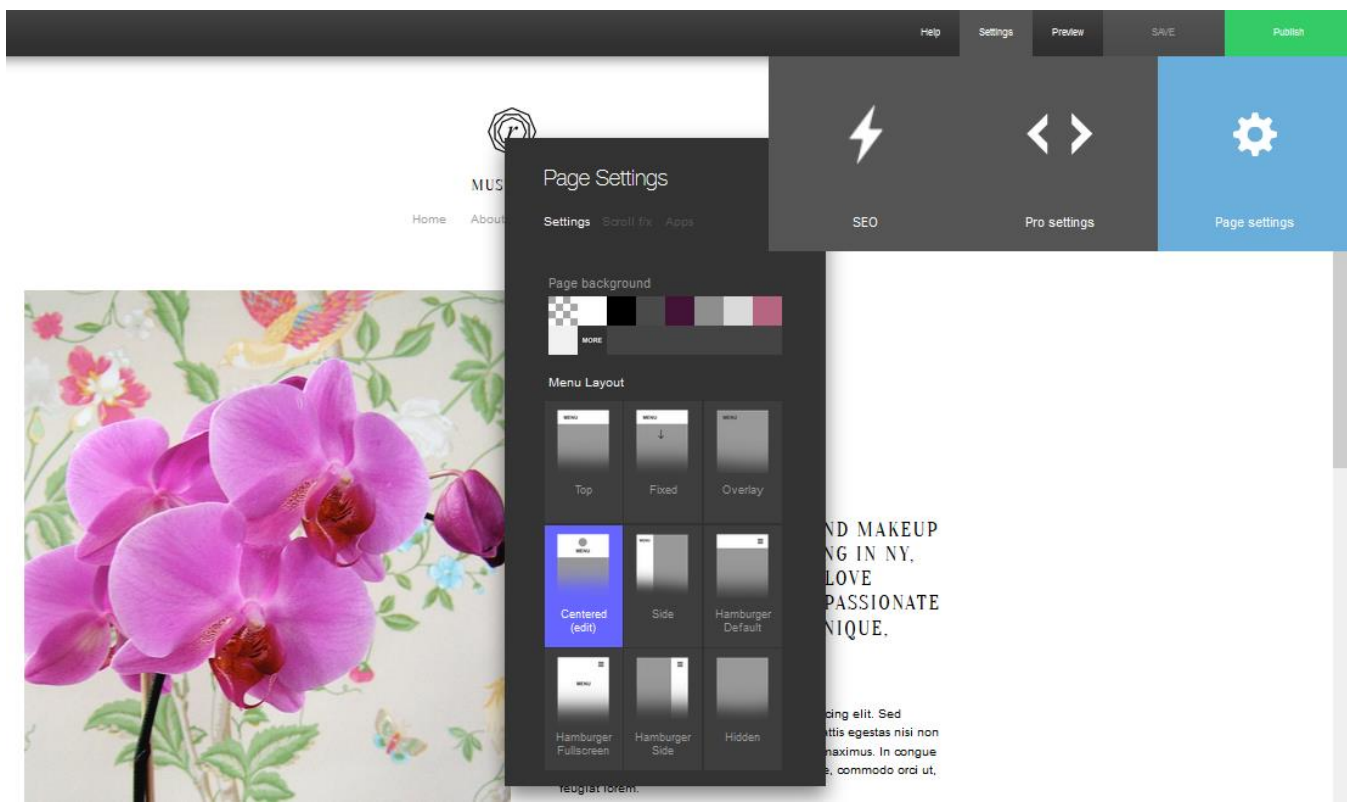 Help Settings Preview SAVE Publish
SEO Pro settings Page settings
r
MUS
Home About
Page Settings
Settings Scroll f/x Apps
Page background
MORE
Menu Layout
MENU MENU MENU
Top Fixed Overlay
MENU MENU
Centered Side Hamburger
(edit) Default
MENU
Hamburger Hamburger Hidden
Fullscreen Side
ND MAKEUP
NG IN NY,
LOVE
PASSIONATE
NIQUE,
cing elit. Sed
attis egestas nisi non
maximus. In congue
e, commodo orci ut,
feugiat lorem.